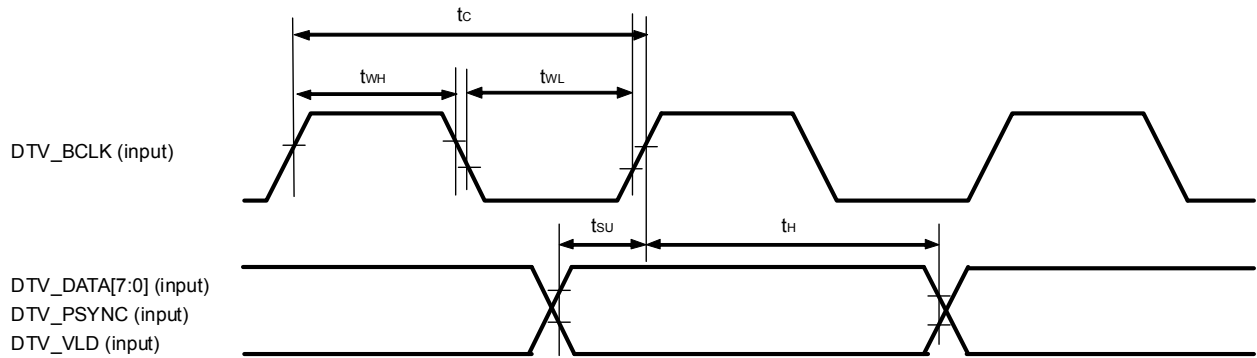 tC
tWH
tWL
DTV_BCLK (input)
tSU
tH
DTV_DATA[7:0] (input)
DTV_PSYNC (input)
DTV_VLD (input)